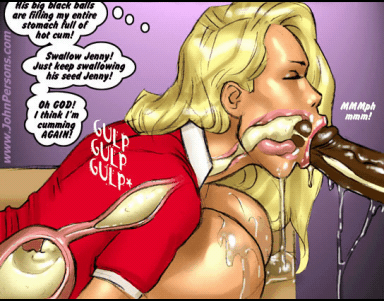 His big black balls
are filling my entire
stomach full of
hot cum!
Swallow Jenny!
Just keep swallowing
his seed Jenny!
Oh GOD!
I think I'm
cumming
AGAIN!
GULP
GULP
GULP*
MMMph
mmm!
www.JohnPersons.com